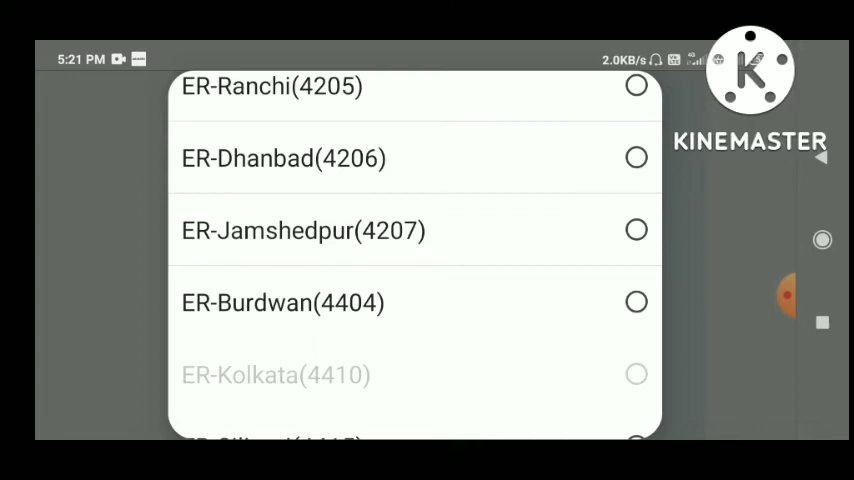 5:21 PM
2.0KB/s
4G
K
KINEMASTER
ER-Ranchi(4205)
ER-Dhanbad(4206)
ER-Jamshedpur(4207)
ER-Burdwan(4404)
ER-Kolkata(4410)